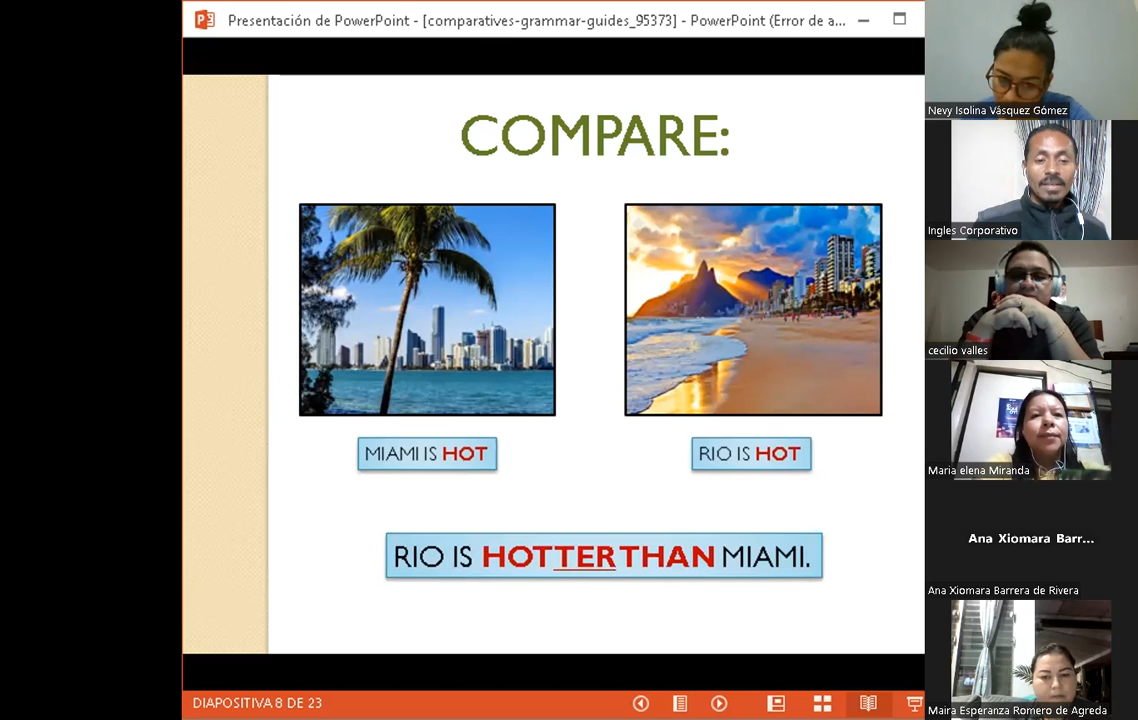 Presentación de PowerPoint - [comparatives-grammar-guides_95373] - PowerPoint (Error de a...
COMPARE:
MIAMI IS HOT
RIO IS HOT
RIO IS HOTTER THAN MIAMI.
DIAPOSITIVA 8 DE 23
Nevy Isolina Vásquez Gómez
Ingles Corporativo
cecilio valles
Maria elena Miranda
Ana Xiomara Barr...
Ana Xiomara Barrera de Rivera
Maira Esperanza Romero de Agreda